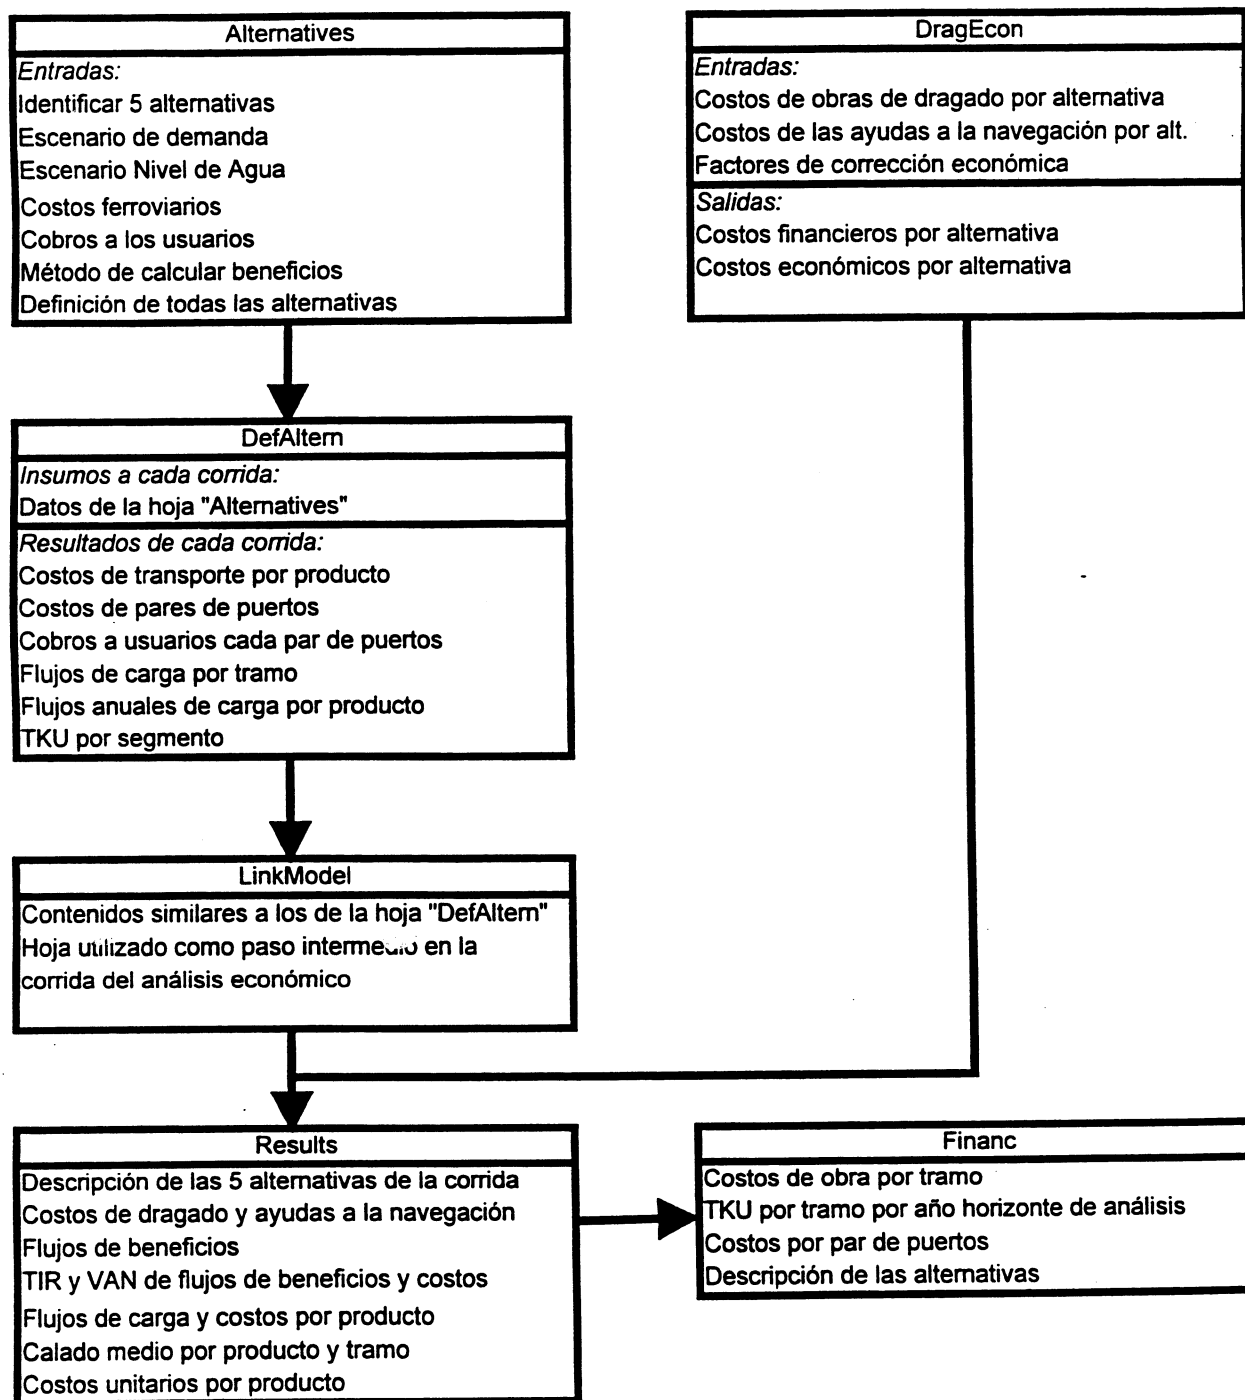 Alternatives
Entradas:
Identificar 5 alternativas
Escenario de demanda
Escenario Nivel de Agua
Costos ferroviarios
Cobros a los usuarios
Método de calcular beneficios
Definición de todas las alternativas
DragEcon
Entradas:
Costos de obras de dragado por alternativa
Costos de las ayudas a la navegación por alt.
Factores de corrección económica
Salidas:
Costos financieros por alternativa
Costos económicos por alternativa
DefAltern
Insumos a cada corrida:
Datos de la hoja "Alternatives"
Resultados de cada corrida:
Costos de transporte por producto
Costos de pares de puertos
Cobros a usuarios cada par de puertos
Flujos de carga por tramo
Flujos anuales de carga por producto
TKU por segmento
LinkModel
Contenidos similares a los de la hoja "DefAltern"
Hoja utilizado como paso intermedio en la
corrida del análisis económico
Results
Descripción de las 5 alternativas de la corrida
Costos de dragado y ayudas a la navegación
Flujos de beneficios
TIR y VAN de flujos de beneficios y costos
Flujos de carga y costos por producto
Calado medio por producto y tramo
Costos unitarios por producto
Financ
Costos de obra por tramo
TKU por tramo por año horizonte de análisis
Costos por par de puertos
Descripción de las alternativas